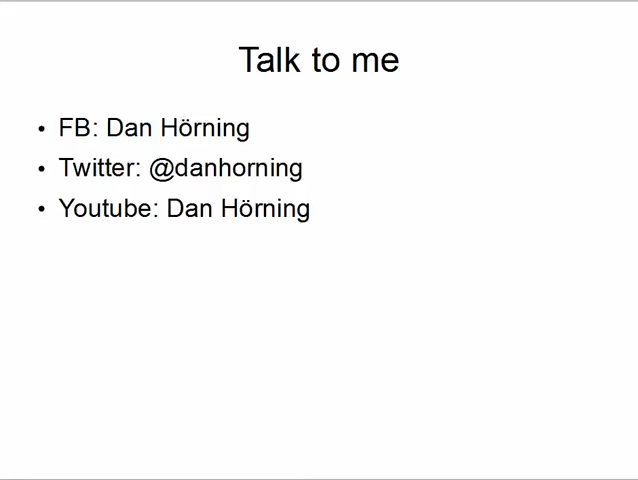 Talk to me
• FB: Dan Hörning
• Twitter: @danhorning
• Youtube: Dan Hörning